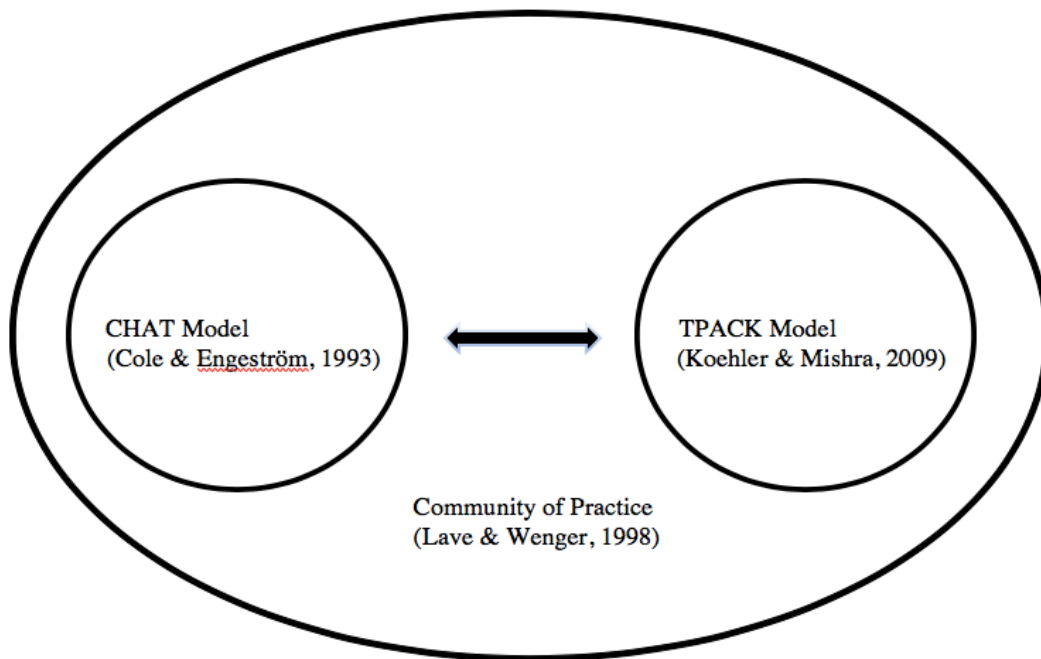 CHAT Model
(Cole & Engeström, 1993)
TPACK Model
(Koehler & Mishra, 2009)
Community of Practice
(Lave & Wenger, 1998)